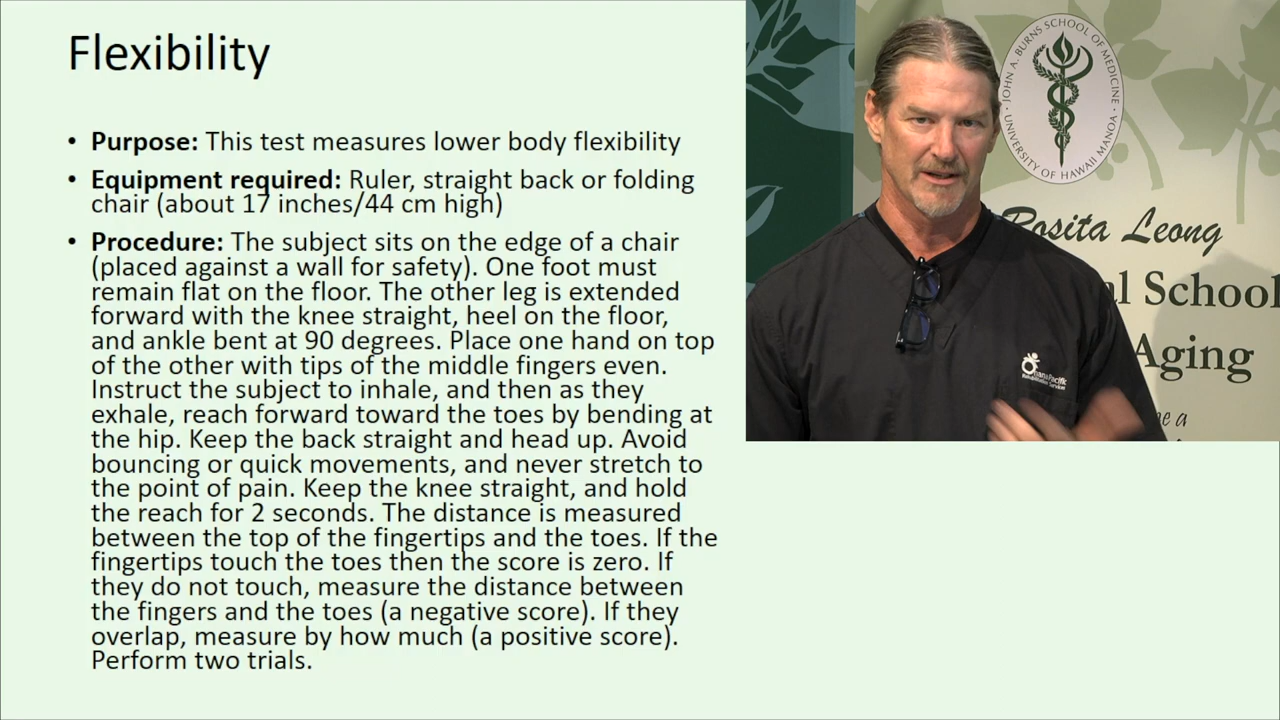 Flexibility
• Purpose: This test measures lower body flexibility
• Equipment required: Ruler, straight back or folding
chair (about 17 inches/44 cm high)
• Procedure: The subject sits on the edge of a chair
(placed against a wall for safety). One foot must
remain flat on the floor. The other leg is extended
forward with the knee straight, heel on the floor,
and ankle bent at 90 degrees. Place one hand on top
of the other with tips of the middle fingers even.
Instruct the subject to inhale, and then as they
exhale, reach forward toward the toes by bending at
the hip. Keep the back straight and head up. Avoid
bouncing or quick movements, and never stretch to
the point of pain. Keep the knee straight, and hold
the reach for 2 seconds. The distance is measured
between the top of the fingertips and the toes. If the
fingertips touch the toes then the score is zero. If
they do not touch, measure the distance between
the fingers and the toes (a negative score). If they
overlap, measure by how much (a positive score).
Perform two trials.
JOHN A. BURNS SCHOOL OF MEDICINE
UNIVERSITY OF HAWAII MANOA
Rosita Leong
al School
Aging
e a
OhanaPacific
Rehabilitation Services